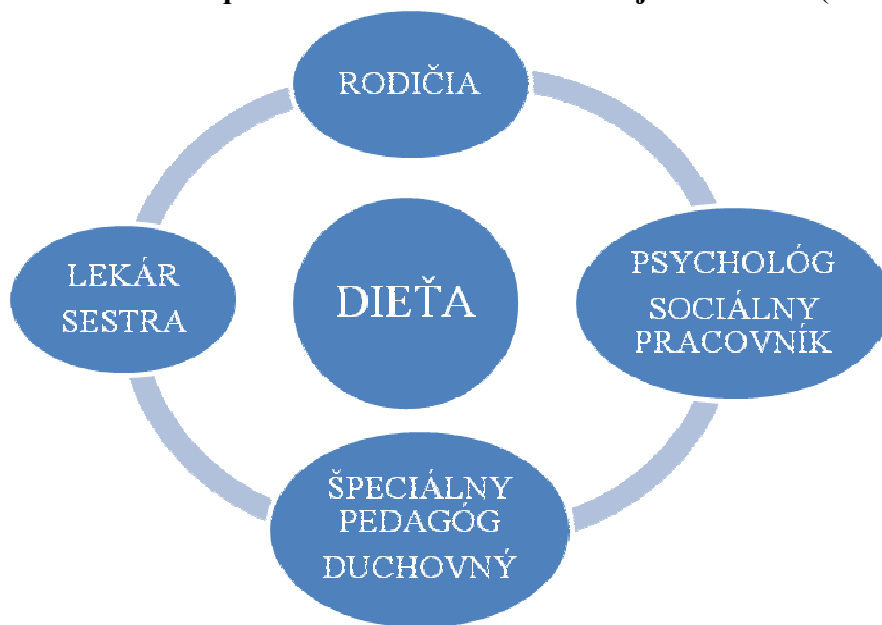 RODIČIA
LEKÁR
SESTRA
DIEŤA
PSYCHOLÓG
SOCIÁLNY
PRACOVNÍK
ŠPECIÁLNY
PEDAGÓG
DUCHOVNÝ